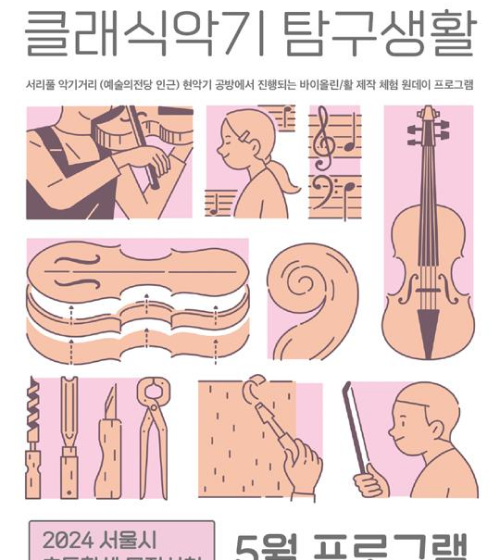 클래식악기 탐구생활
서리풀 악기거리 (예술의전당 인근) 현악기 공방에서 진행되는 바이올린/활 제작 체험 원데이 프로그램
2024 서울시
5월 프로그램